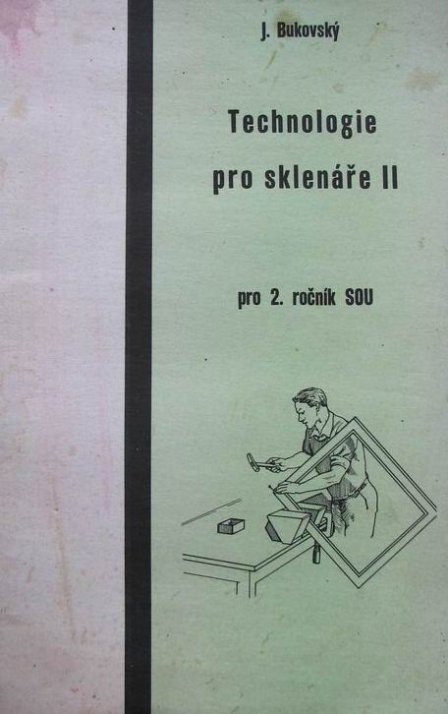 J. Bukovský
Technologie
pro sklenáře II
pro 2. ročník SOU